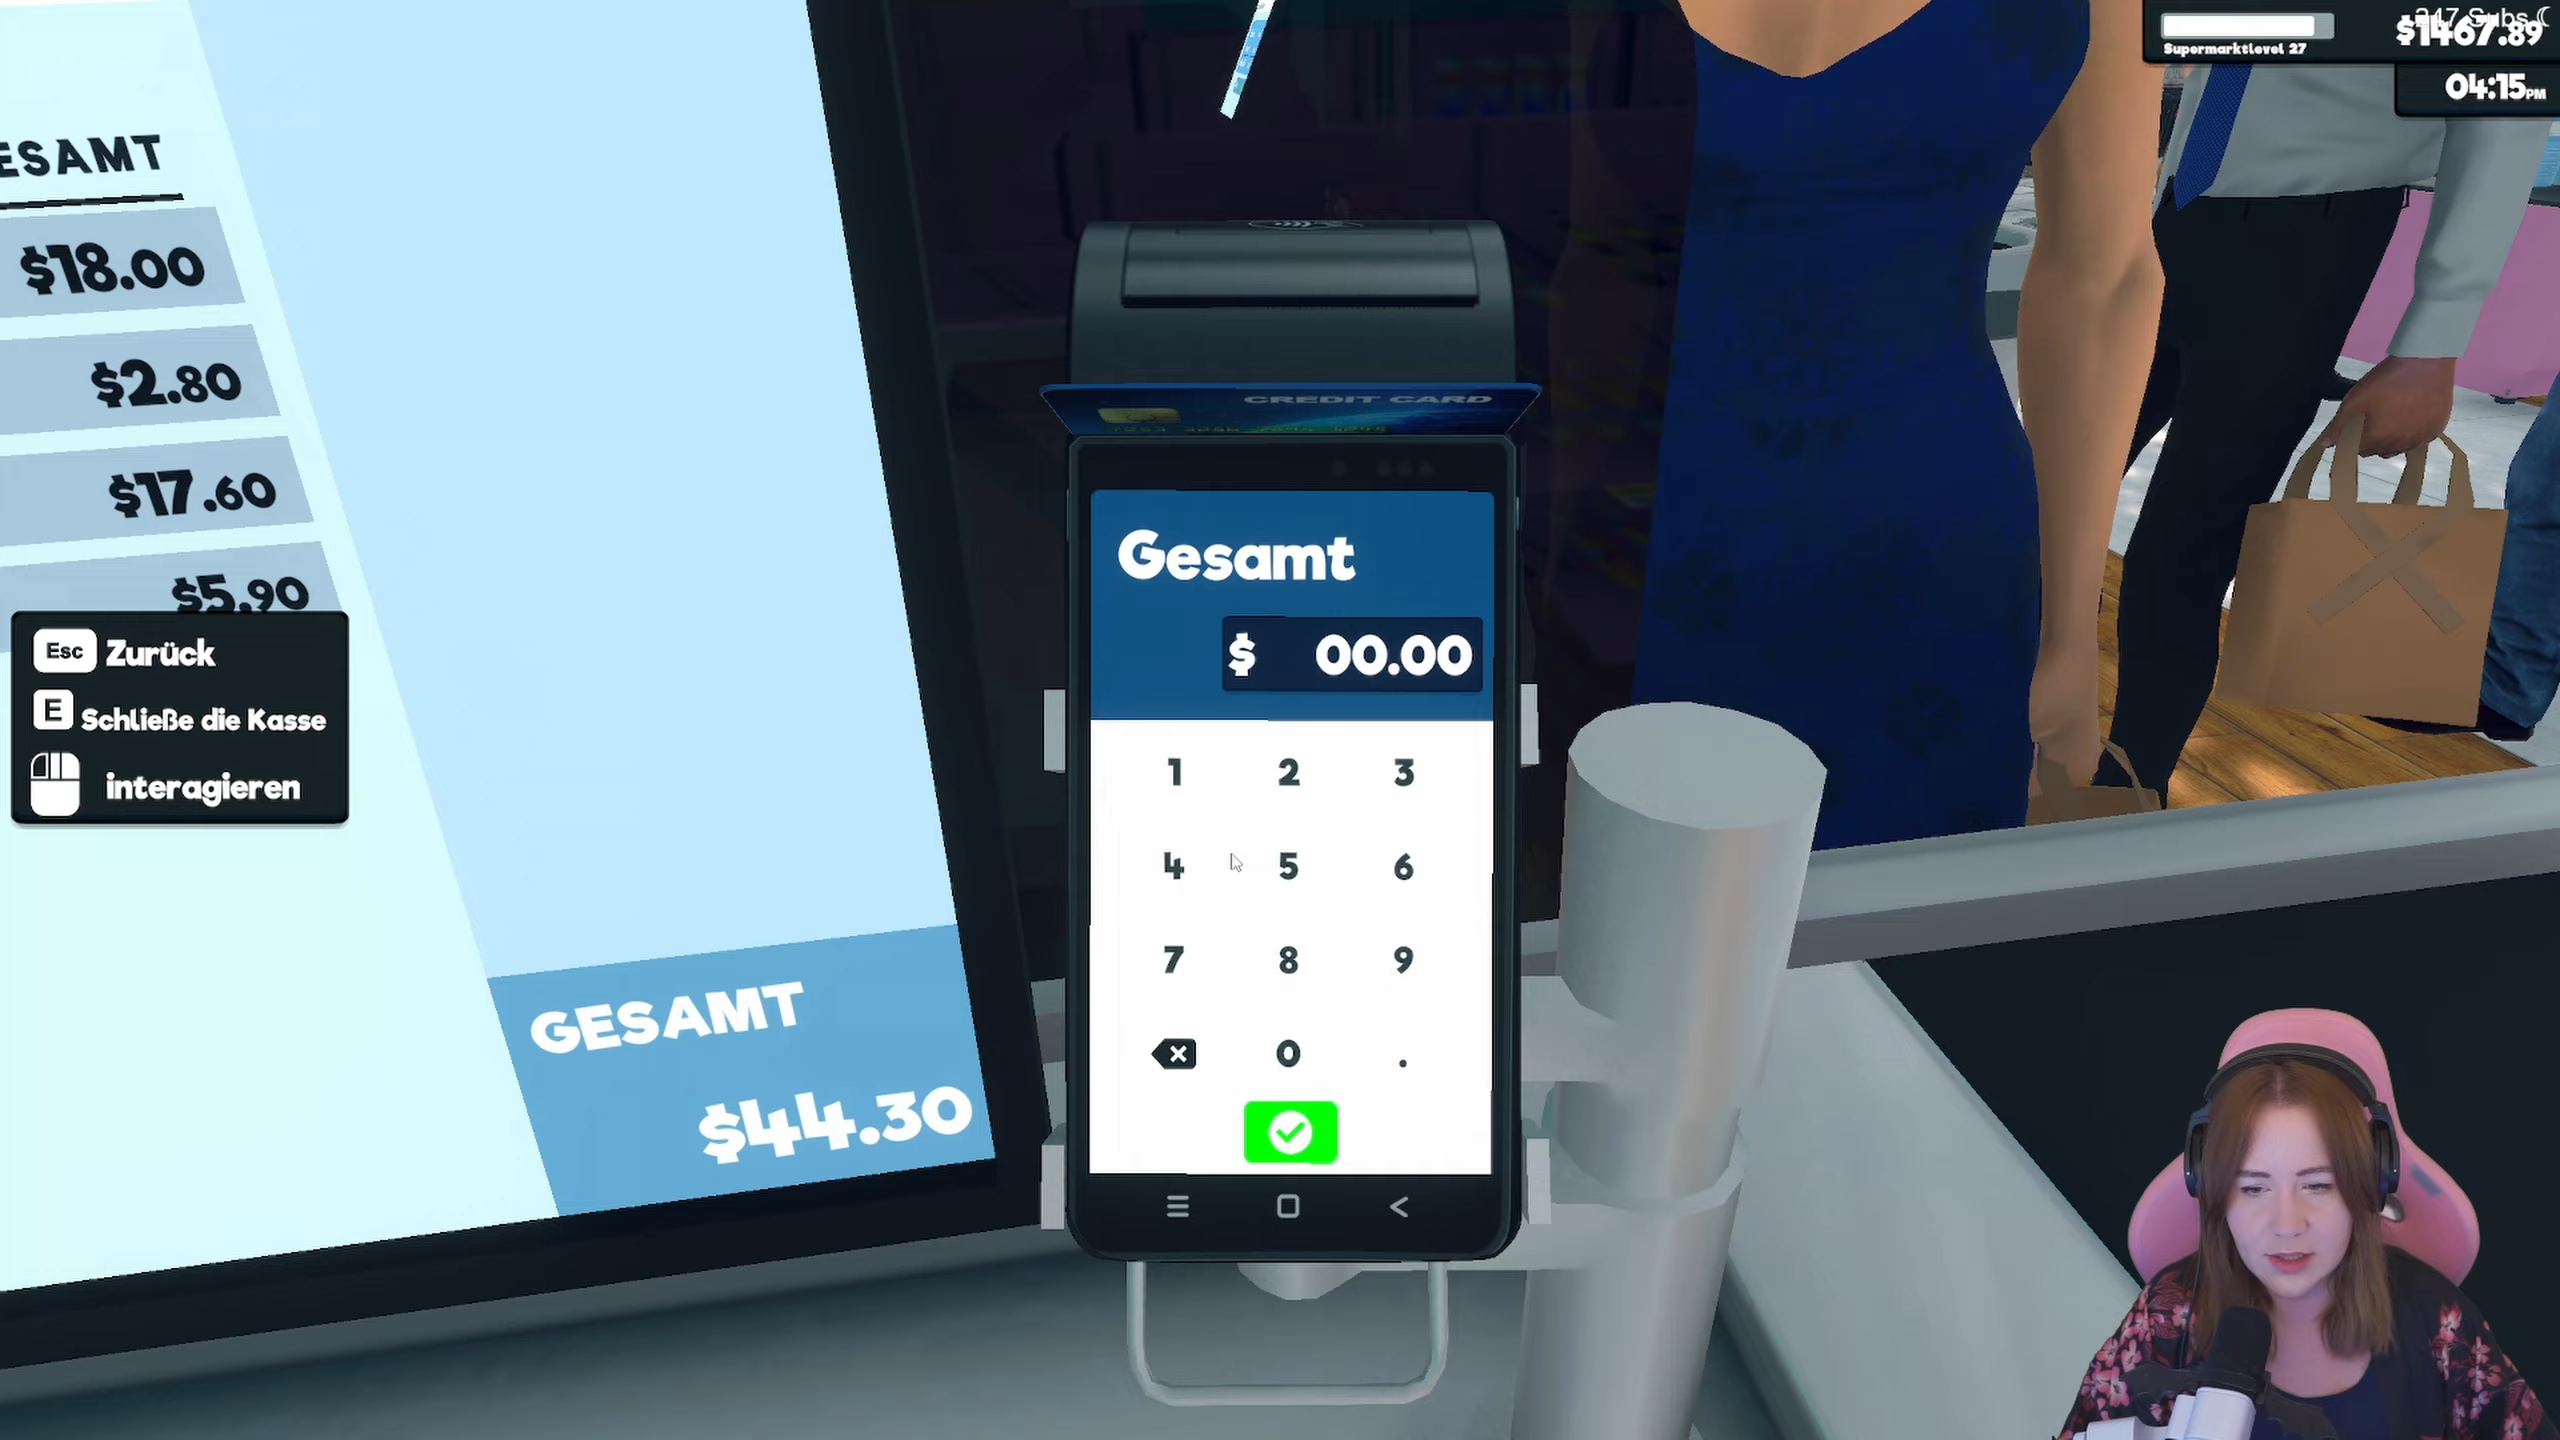 ESAMT
$18.00
$2.80
$17.60
$5.90
Esc Zurück
E Schließe die Kasse
interagieren
GESAMT
$44.30
CREDIT CARD
Gesamt
$ 00.00
1 2 3
4 5 6
7 8 9
0 .
247 Subs
$1467.89
Supermarktlevel 27
04:15PM